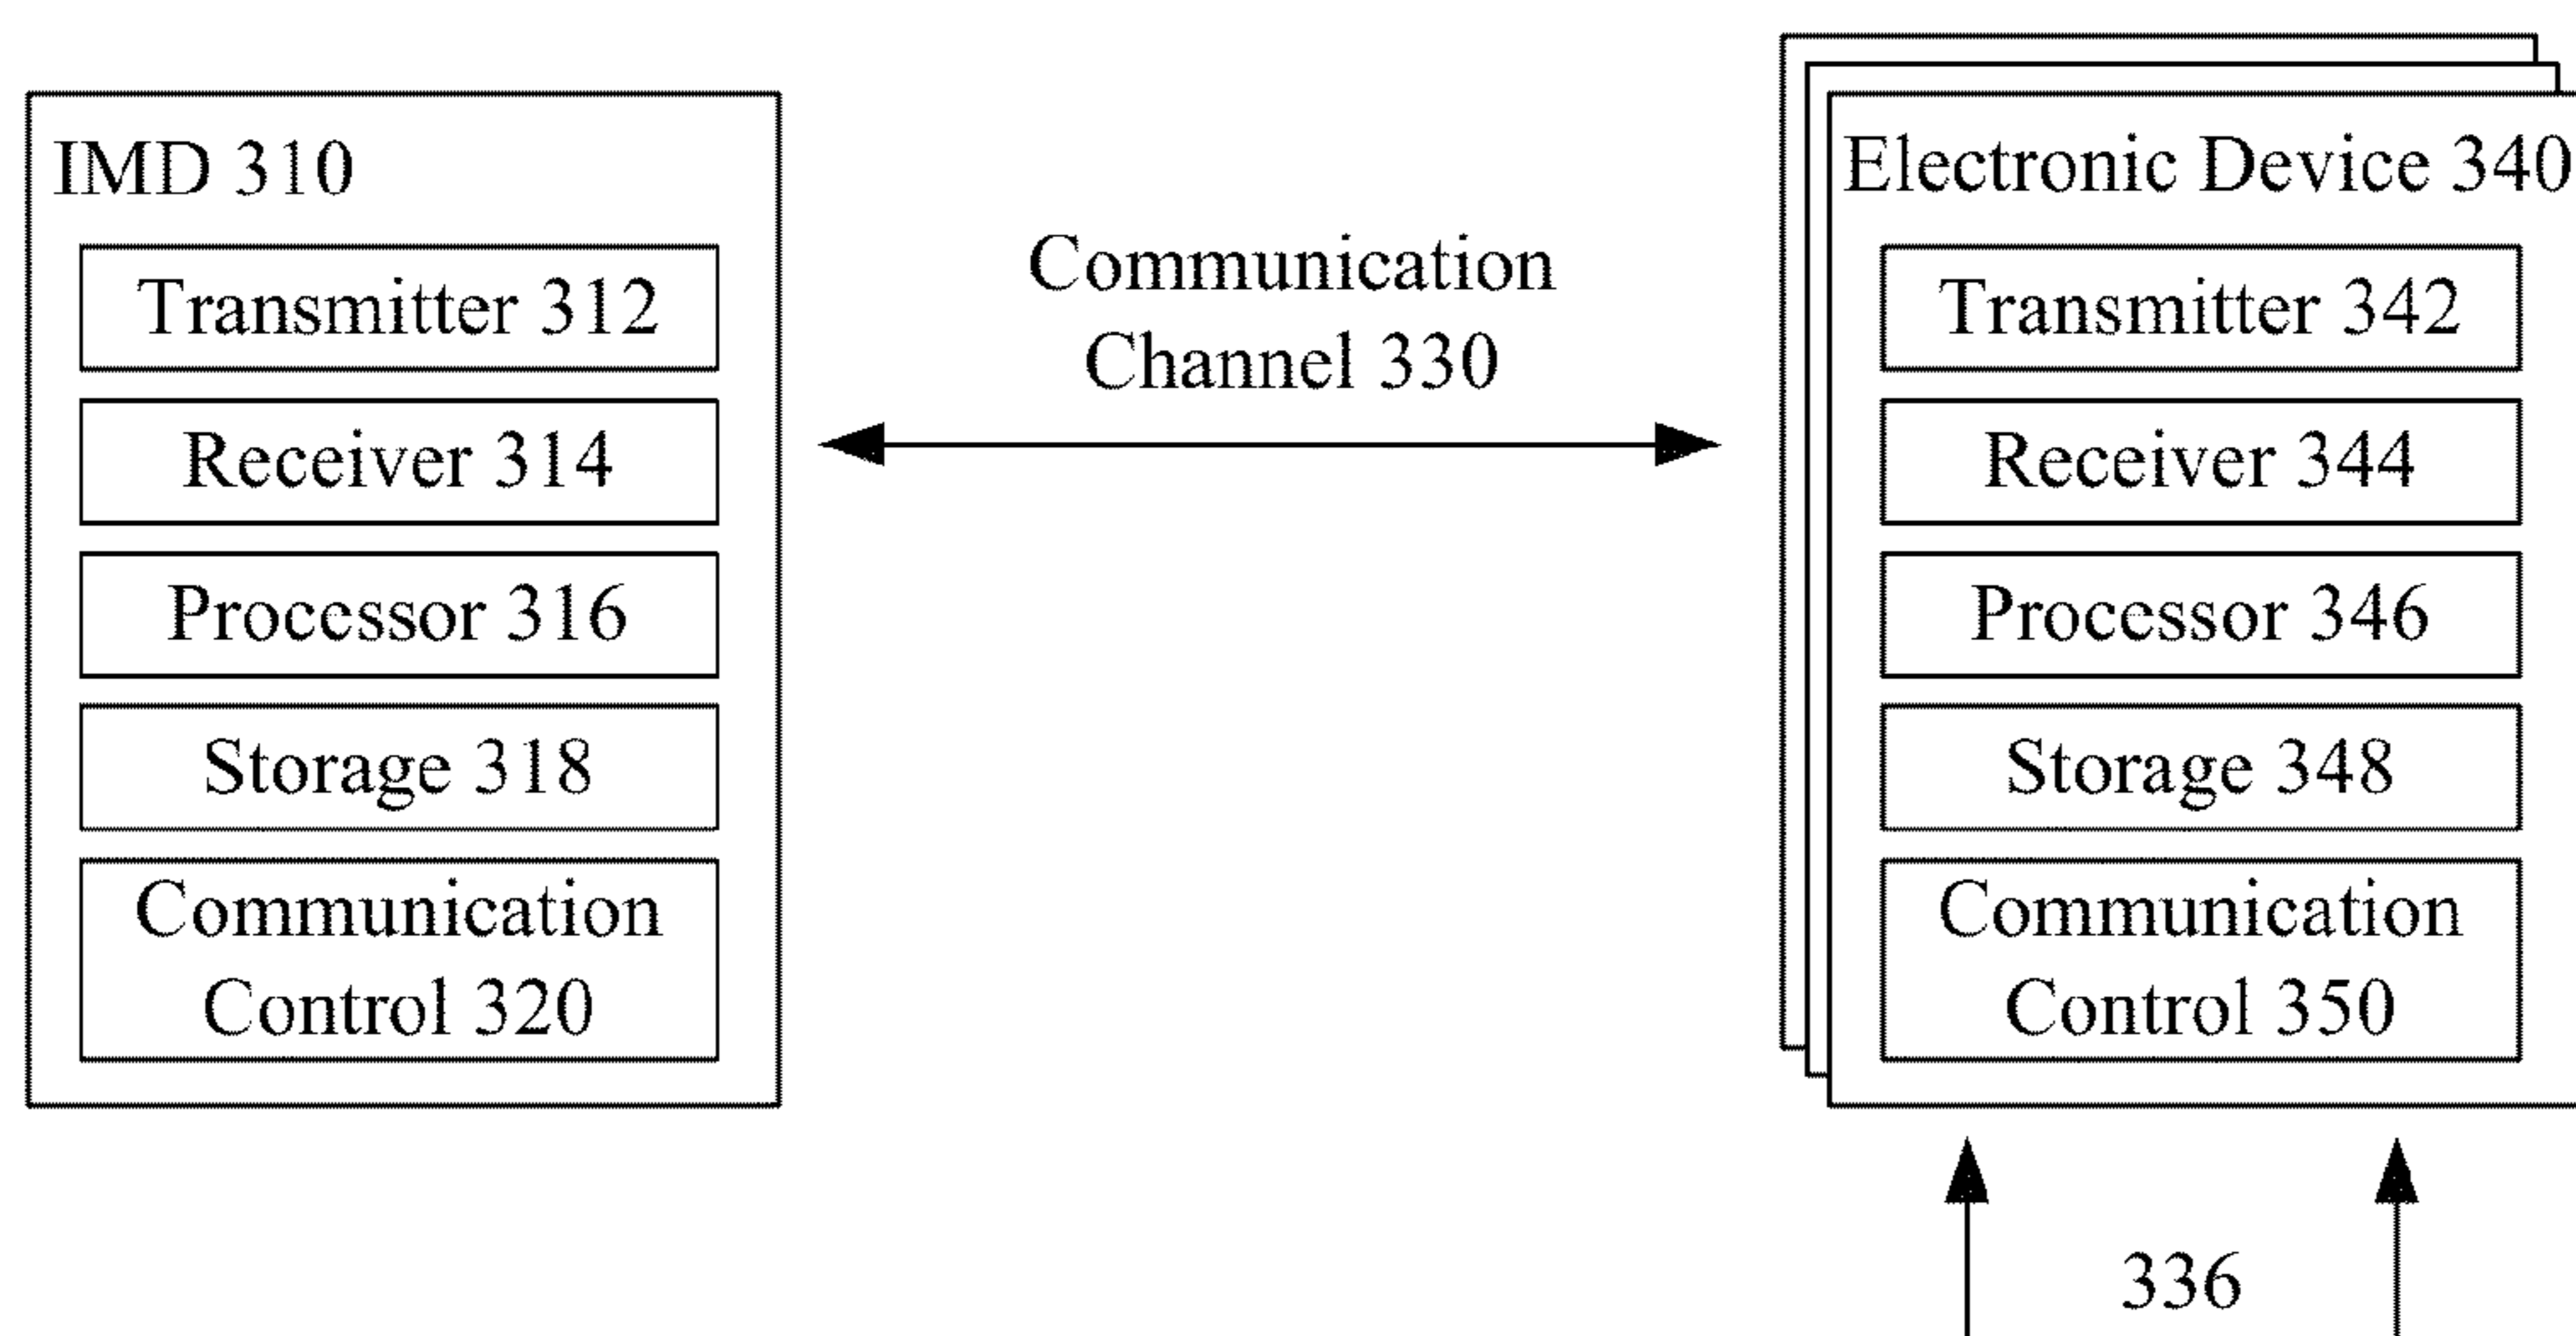 IMD 310
Transmitter 312
Receiver 314
Processor 316
Storage 318
Communication
Control 320
Communication
Channel 330
Electronic Device 340
Transmitter 342
Receiver 344
Processor 346
Storage 348
Communication
Control 350
336